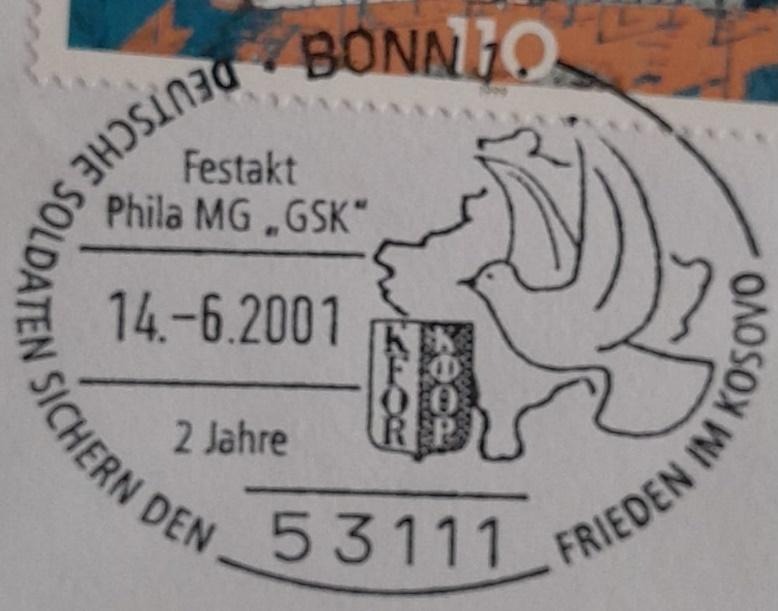 110
BONN 1
DEUTSCHE SOLDATEN SICHERN DEN FRIEDEN IM KOSOVO
Festakt
Phila MG „GSK“
14.-6.2001
2 Jahre
KFOR
КФОР
53111